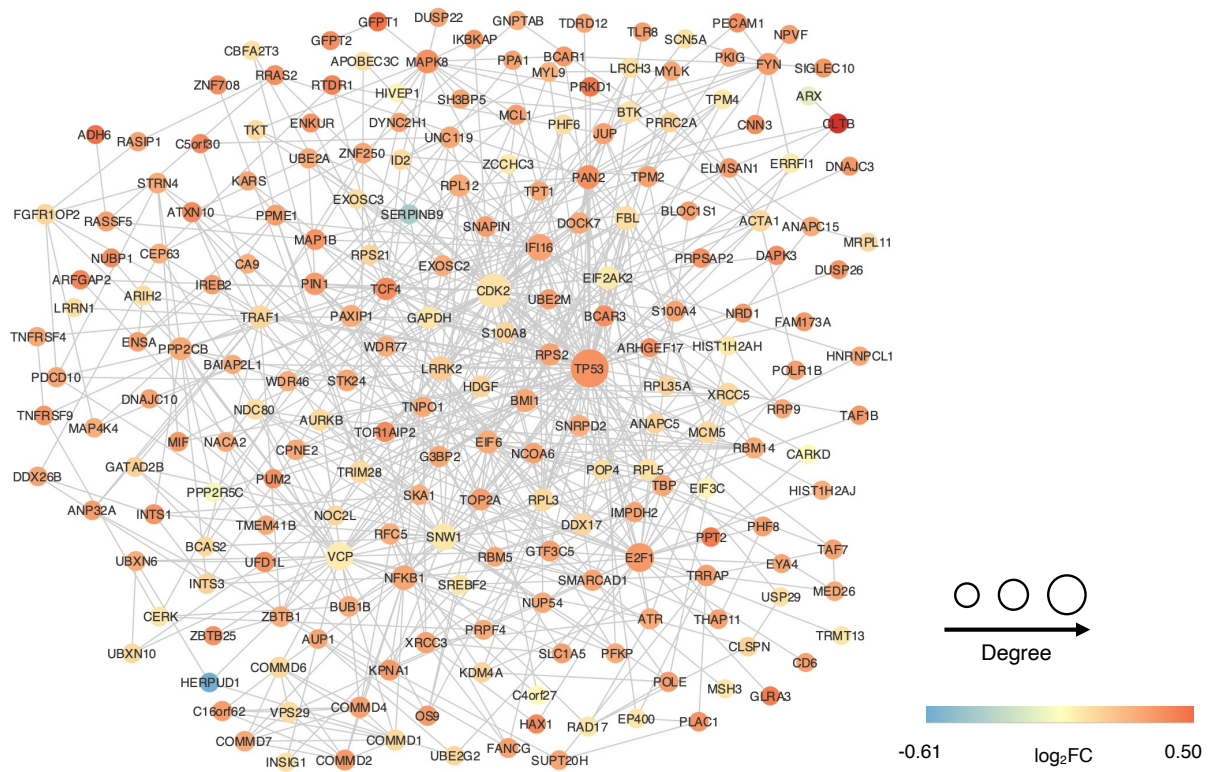 GFPT1
DUSP22
GNPTAB
TDRD12
TLR8
PECAM1
NPVF
GFPT2
IKBKAP
SCN5A
CBFA2T3
APOBEC3C
MAPK8
PPA1
BCAR1
MYL9
LRCH3
MYLK
PKIG
FYN
SIGLEC10
ZNF708
RRAS2
RTDR1
HIVEP1
SH3BP5
PRKD1
TPM4
ARX
ADH6
RASIP1
C5orf30
TKT
ENKUR
DYNC2H1
UNC119
MCL1
PHF6
JUP
BTK
PRRC2A
CNN3
CLTB
UBE2A
ZNF250
ID2
ZCCHC3
STRN4
KARS
EXOSC3
RPL12
TPT1
PAN2
TPM2
ELMSAN1
ERRFI1
DNAJC3
FGFR1OP2
RASSF5
ATXN10
PPME1
SERPINB9
SNAPIN
DOCK7
FBL
BLOC1S1
ACTA1
ANAPC15
MRPL11
MAP1B
IFI16
NUBP1
CEP63
CA9
RPS21
EXOSC2
PRPSAP2
DAPK3
DUSP26
ARFGAP2
ARIH2
IREB2
PIN1
TCF4
CDK2
EIF2AK2
UBE2M
LRRN1
TRAF1
PAXIP1
GAPDH
S100A8
BCAR3
S100A4
NRD1
FAM173A
TNFRSF4
ENSA
PPP2CB
BAIAP2L1
WDR77
RPS2
ARHGEF17
HIST1H2AH
HNRNPCL1
PDCD10
WDR46
STK24
LRRK2
HDGF
TP53
RPL35A
XRCC5
POLR1B
TNFRSF9
DNAJC10
NDC80
AURKB
TNPO1
BMI1
RRP9
TAF1B
MAP4K4
MIF
NACA2
TOR1AIP2
EIF6
SNRPD2
ANAPC5
MCM5
CPNE2
G3BP2
NCOA6
RBM14
CARKD
DDX26B
GATAD2B
PUM2
TRIM28
POP4
RPL5
TBP
EIF3C
HIST1H2AJ
PPP2R5C
SKA1
TOP2A
RPL3
ANP32A
INTS1
TMEM41B
NOC2L
IMPDH2
DDX17
PHF8
BCAS2
RFC5
SNW1
PPT2
UBXN6
UFD1L
VCP
RBM5
GTF3C5
E2F1
EYA4
TAF7
INTS3
NFKB1
SREBF2
SMARCAD1
TRRAP
MED26
CERK
ZBTB1
BUB1B
NUP54
USP29
ZBTB25
AUP1
XRCC3
PRPF4
ATR
THAP11
TRMT13
UBXN10
COMMD6
KPNA1
KDM4A
SLC1A5
PFKP
CLSPN
CD6
HERPUD1
C4orf27
POLE
MSH3
GLRA3
C16orf62
VPS29
COMMD4
OS9
HAX1
RAD17
EP400
PLAC1
COMMD7
COMMD1
INSIG1
COMMD2
UBE2G2
FANCG
SUPT20H
Degree
-0.61
log₂FC
0.50